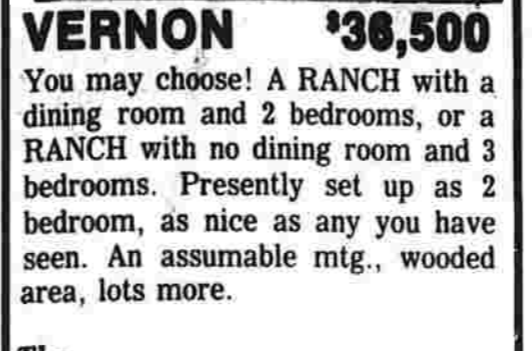 VERNON $36,500
You may choose! A RANCH with a
dining room and 2 bedrooms, or a
RANCH with no dining room and 3
bedrooms. Presently set up as 2
bedroom, as nice as any you have
seen. An assumable mtg., wooded
area, lots more.